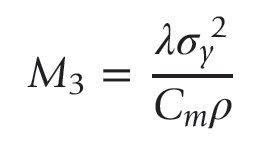 M₃ = λσᵧ² / Cₘρ